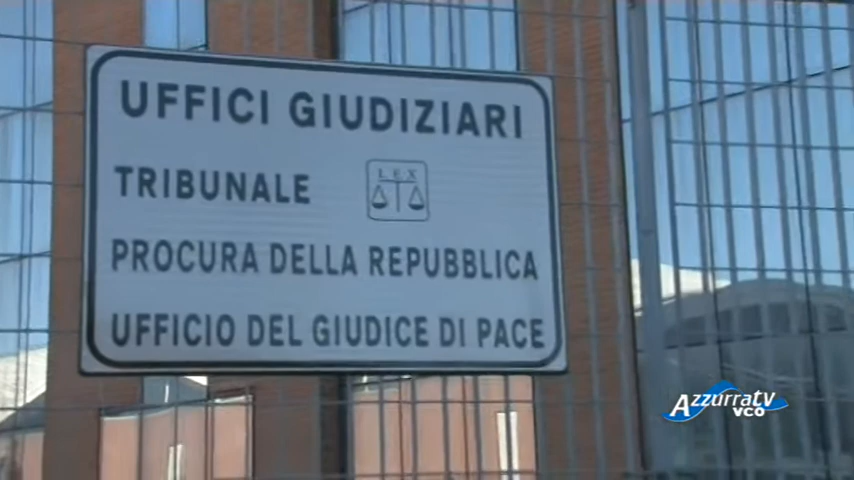 UFFICI GIUDIZIARI
TRIBUNALE
LEX
PROCURA DELLA REPUBBLICA
UFFICIO DEL GIUDICE DI PACE
AZZURRATV
VCO